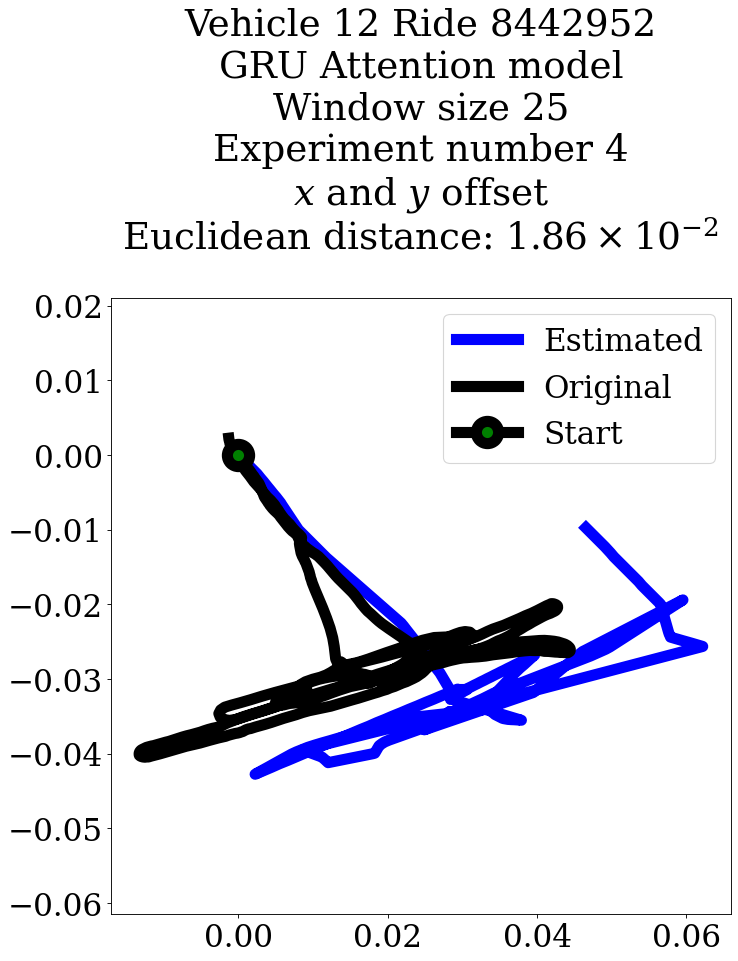 Vehicle 12 Ride 8442952
GRU Attention model
Window size 25
Experiment number 4
x and y offset
Euclidean distance: 1.86 × 10⁻²
Estimated
Original
Start
0.02
0.01
0.00
−0.01
−0.02
−0.03
−0.04
−0.05
−0.06
0.00 0.02 0.04 0.06